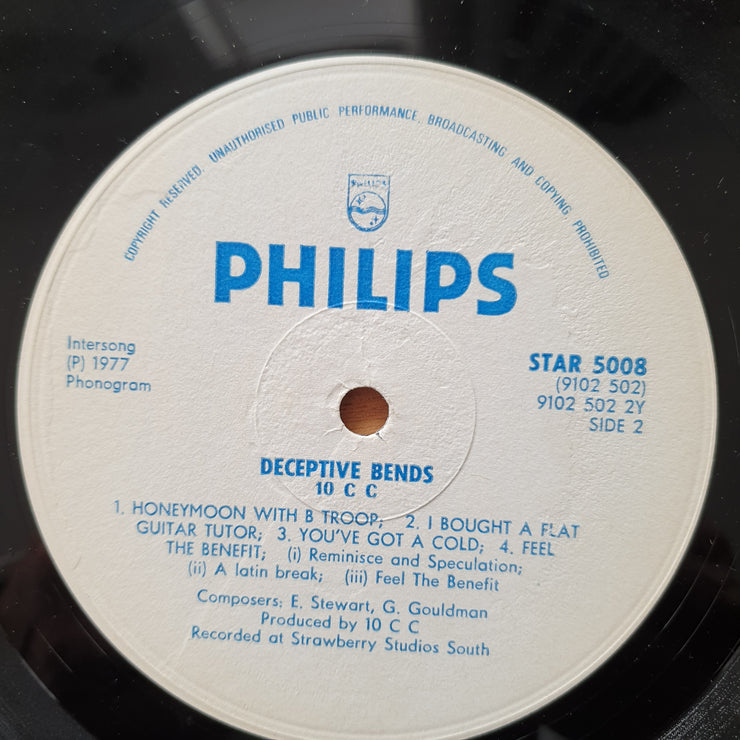 COPYRIGHT RESERVED. UNAUTHORISED PUBLIC PERFORMANCE, BROADCASTING AND COPYING, PROHIBITED
PHILIPS
PHILIPS
Intersong
(P) 1977
Phonogram
STAR 5008
(9102 502)
9102 502 2Y
SIDE 2
DECEPTIVE BENDS
10 C C
1. HONEYMOON WITH B TROOP; 2. I BOUGHT A FLAT
GUITAR TUTOR; 3. YOU'VE GOT A COLD; 4. FEEL
THE BENEFIT; (i) Reminisce and Speculation;
(ii) A latin break; (iii) Feel The Benefit
Composers; E. Stewart, G. Gouldman
Produced by 10 C C
Recorded at Strawberry Studios South